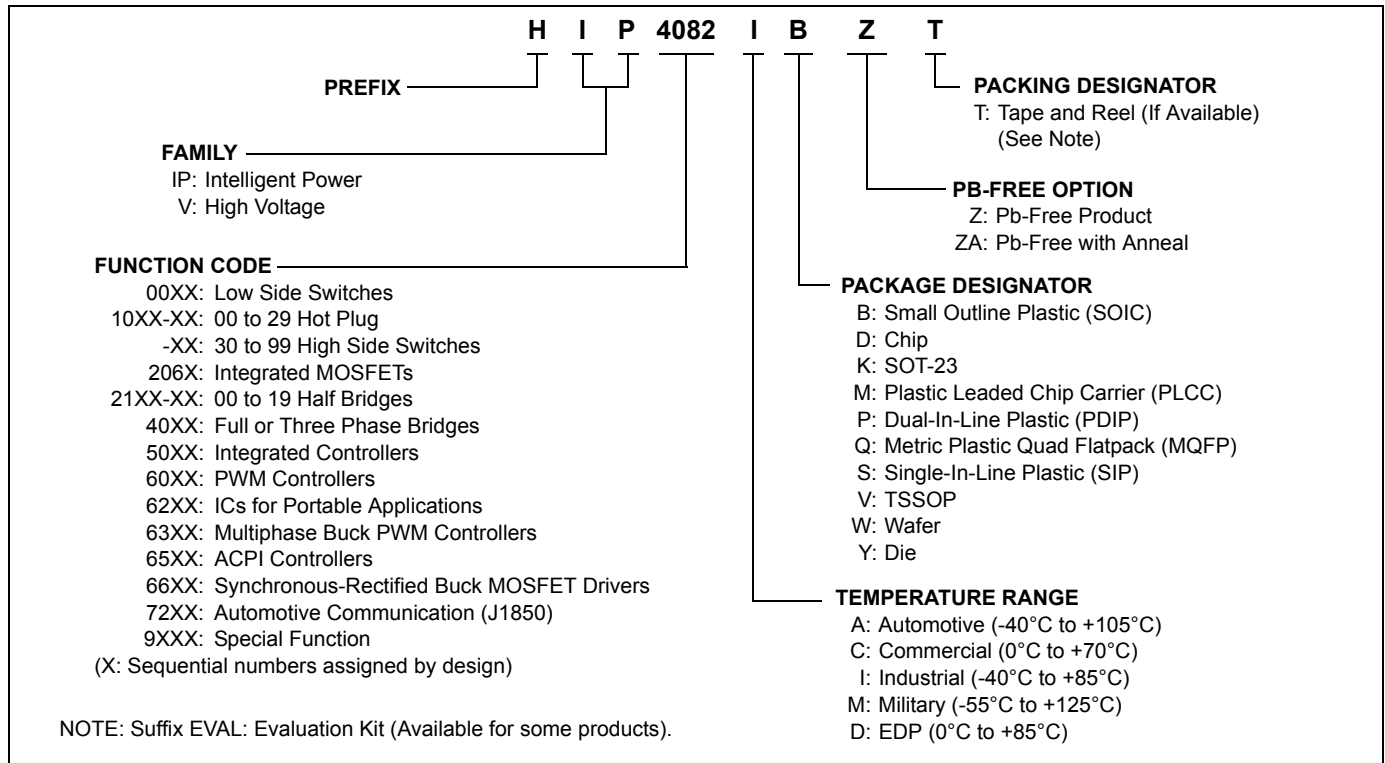 H I P 4082 I B Z T
PREFIX
FAMILY
IP: Intelligent Power
V: High Voltage
FUNCTION CODE
00XX: Low Side Switches
10XX-XX: 00 to 29 Hot Plug
-XX: 30 to 99 High Side Switches
206X: Integrated MOSFETs
21XX-XX: 00 to 19 Half Bridges
40XX: Full or Three Phase Bridges
50XX: Integrated Controllers
60XX: PWM Controllers
62XX: ICs for Portable Applications
63XX: Multiphase Buck PWM Controllers
65XX: ACPI Controllers
66XX: Synchronous-Rectified Buck MOSFET Drivers
72XX: Automotive Communication (J1850)
9XXX: Special Function
(X: Sequential numbers assigned by design)
NOTE: Suffix EVAL: Evaluation Kit (Available for some products).
PACKING DESIGNATOR
T: Tape and Reel (If Available)
(See Note)
PB-FREE OPTION
Z: Pb-Free Product
ZA: Pb-Free with Anneal
PACKAGE DESIGNATOR
B: Small Outline Plastic (SOIC)
D: Chip
K: SOT-23
M: Plastic Leaded Chip Carrier (PLCC)
P: Dual-In-Line Plastic (PDIP)
Q: Metric Plastic Quad Flatpack (MQFP)
S: Single-In-Line Plastic (SIP)
V: TSSOP
W: Wafer
Y: Die
TEMPERATURE RANGE
A: Automotive (-40°C to +105°C)
C: Commercial (0°C to +70°C)
I: Industrial (-40°C to +85°C)
M: Military (-55°C to +125°C)
D: EDP (0°C to +85°C)